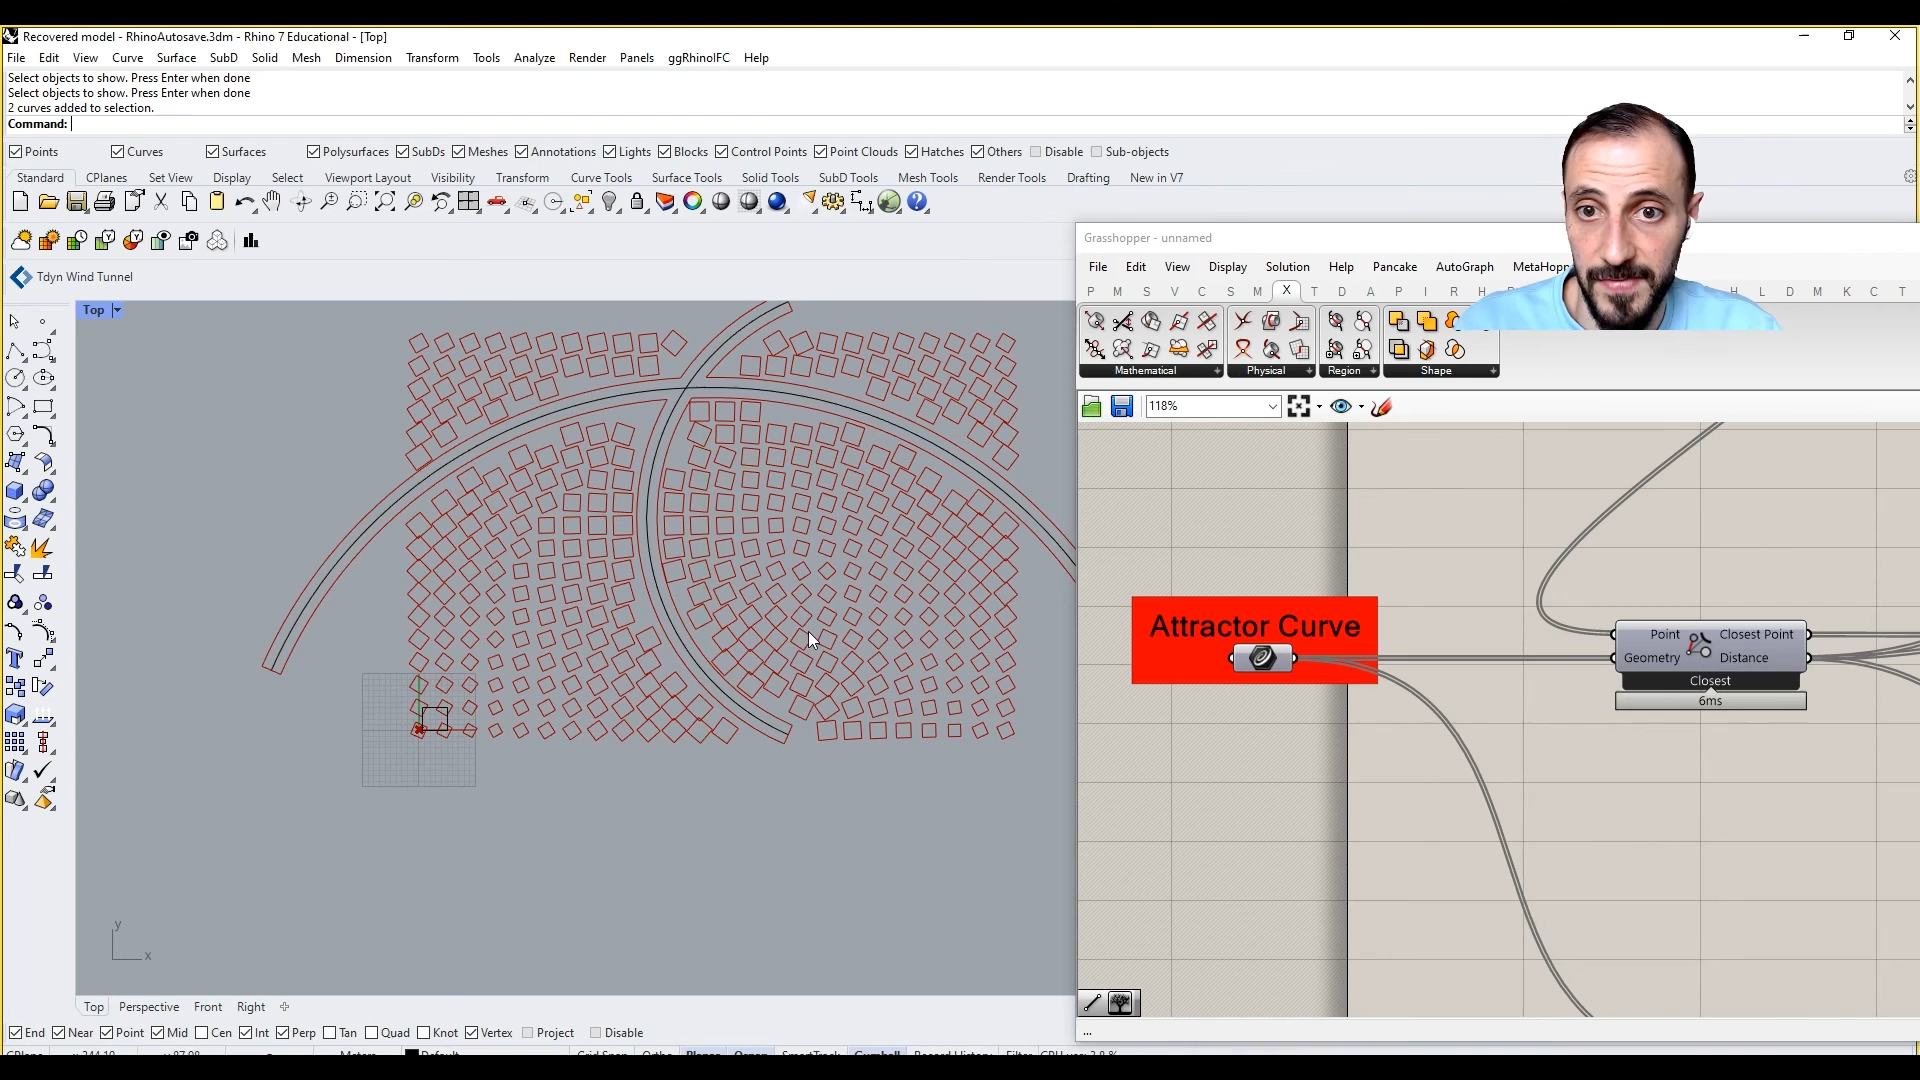 Recovered model - RhinoAutosave.3dm - Rhino 7 Educational - [Top]
File Edit View Curve Surface SubD Solid Mesh Dimension Transform Tools Analyze Render Panels ggRhinoIFC Help
Select objects to show. Press Enter when done
Select objects to show. Press Enter when done
2 curves added to selection.
Command:
Points Curves Surfaces Polysurfaces SubDs Meshes Annotations Lights Blocks Control Points Point Clouds Hatches Others Disable Sub-objects
Standard CPlanes Set View Display Select Viewport Layout Visibility Transform Curve Tools Surface Tools Solid Tools SubD Tools Mesh Tools Render Tools Drafting New in V7
Tdyn Wind Tunnel
Top
Grasshopper - unnamed
File Edit View Display Solution Help Pancake AutoGraph MetaHopp
P M S V C S M X T D A P I R H L D M K C T
Mathematical Physical Region Shape
118%
Attractor Curve
Point Closest Point
Geometry Distance
Closest
6ms
y
x
Top Perspective Front Right
...
End Near Point Mid Cen Int Perp Tan Quad Knot Vertex Project Disable